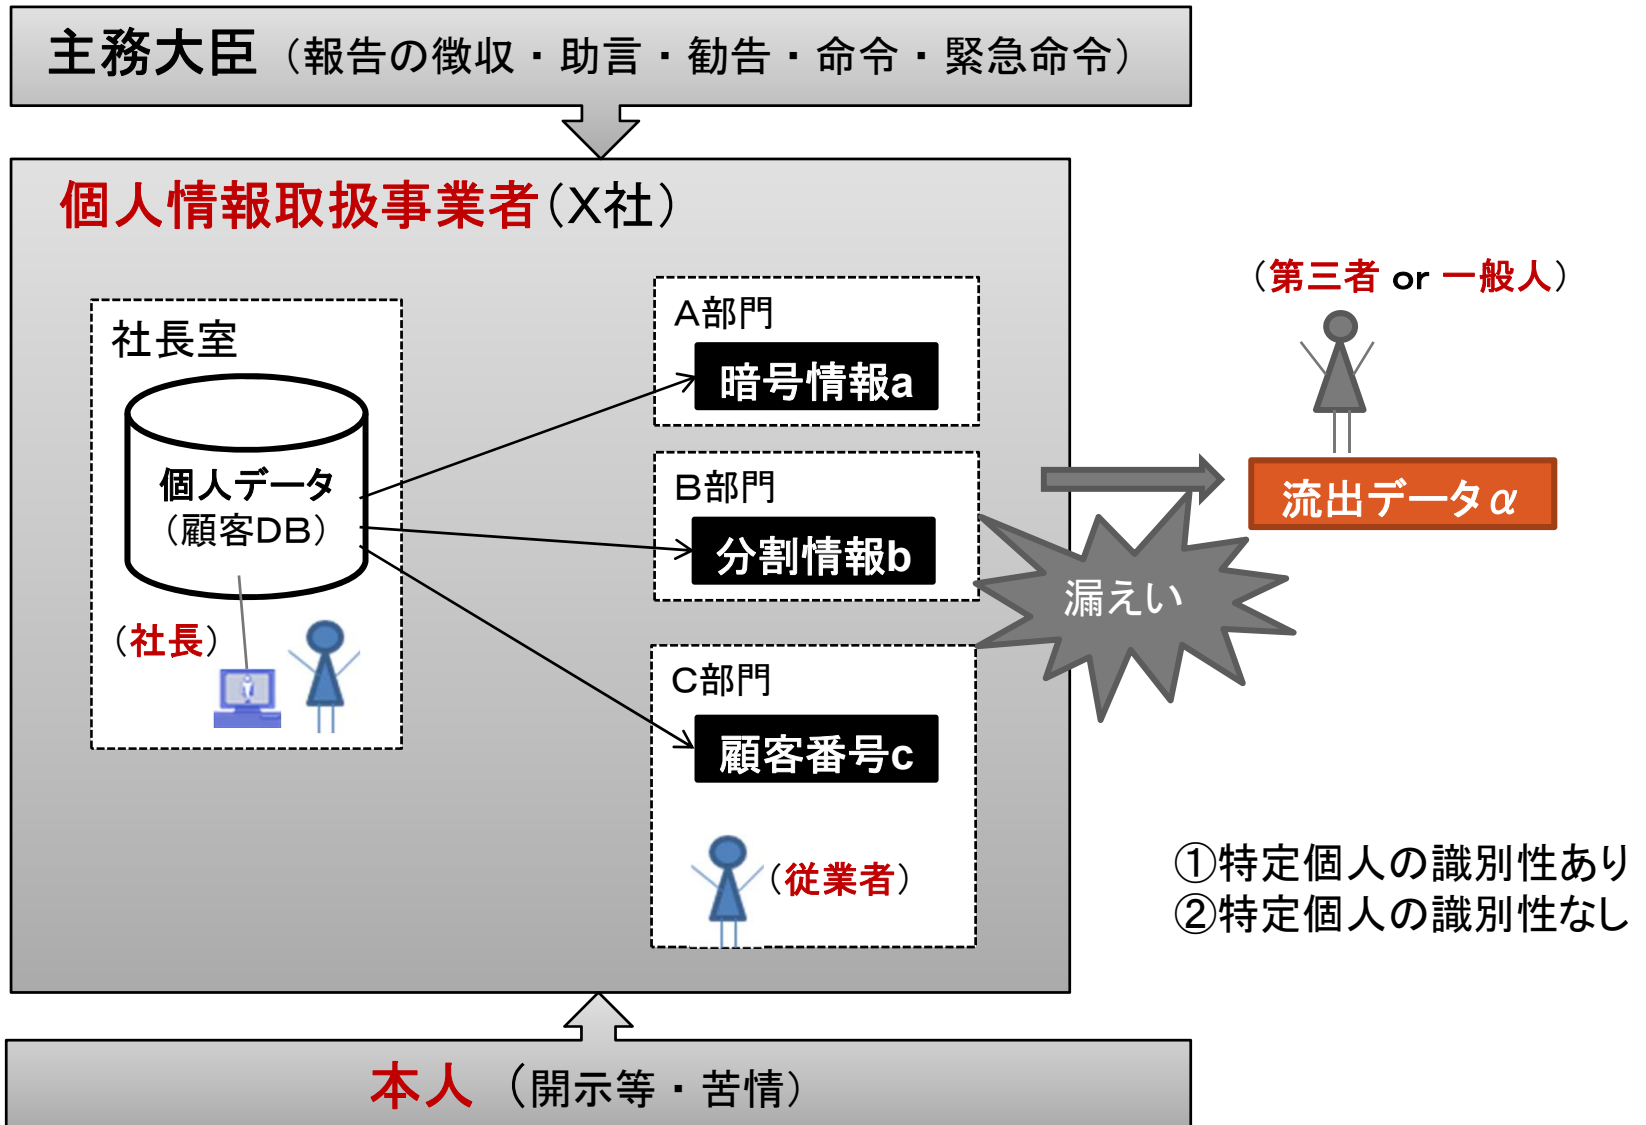 主務大臣（報告の徴収・助言・勧告・命令・緊急命令）
個人情報取扱事業者（X社）
社長室
個人データ
（顧客DB）
（社長）
A部門
暗号情報a
B部門
分割情報b
C部門
顧客番号c
（従業者）
漏えい
（第三者 or 一般人）
流出データα
①特定個人の識別性あり
②特定個人の識別性なし
本人（開示等・苦情）